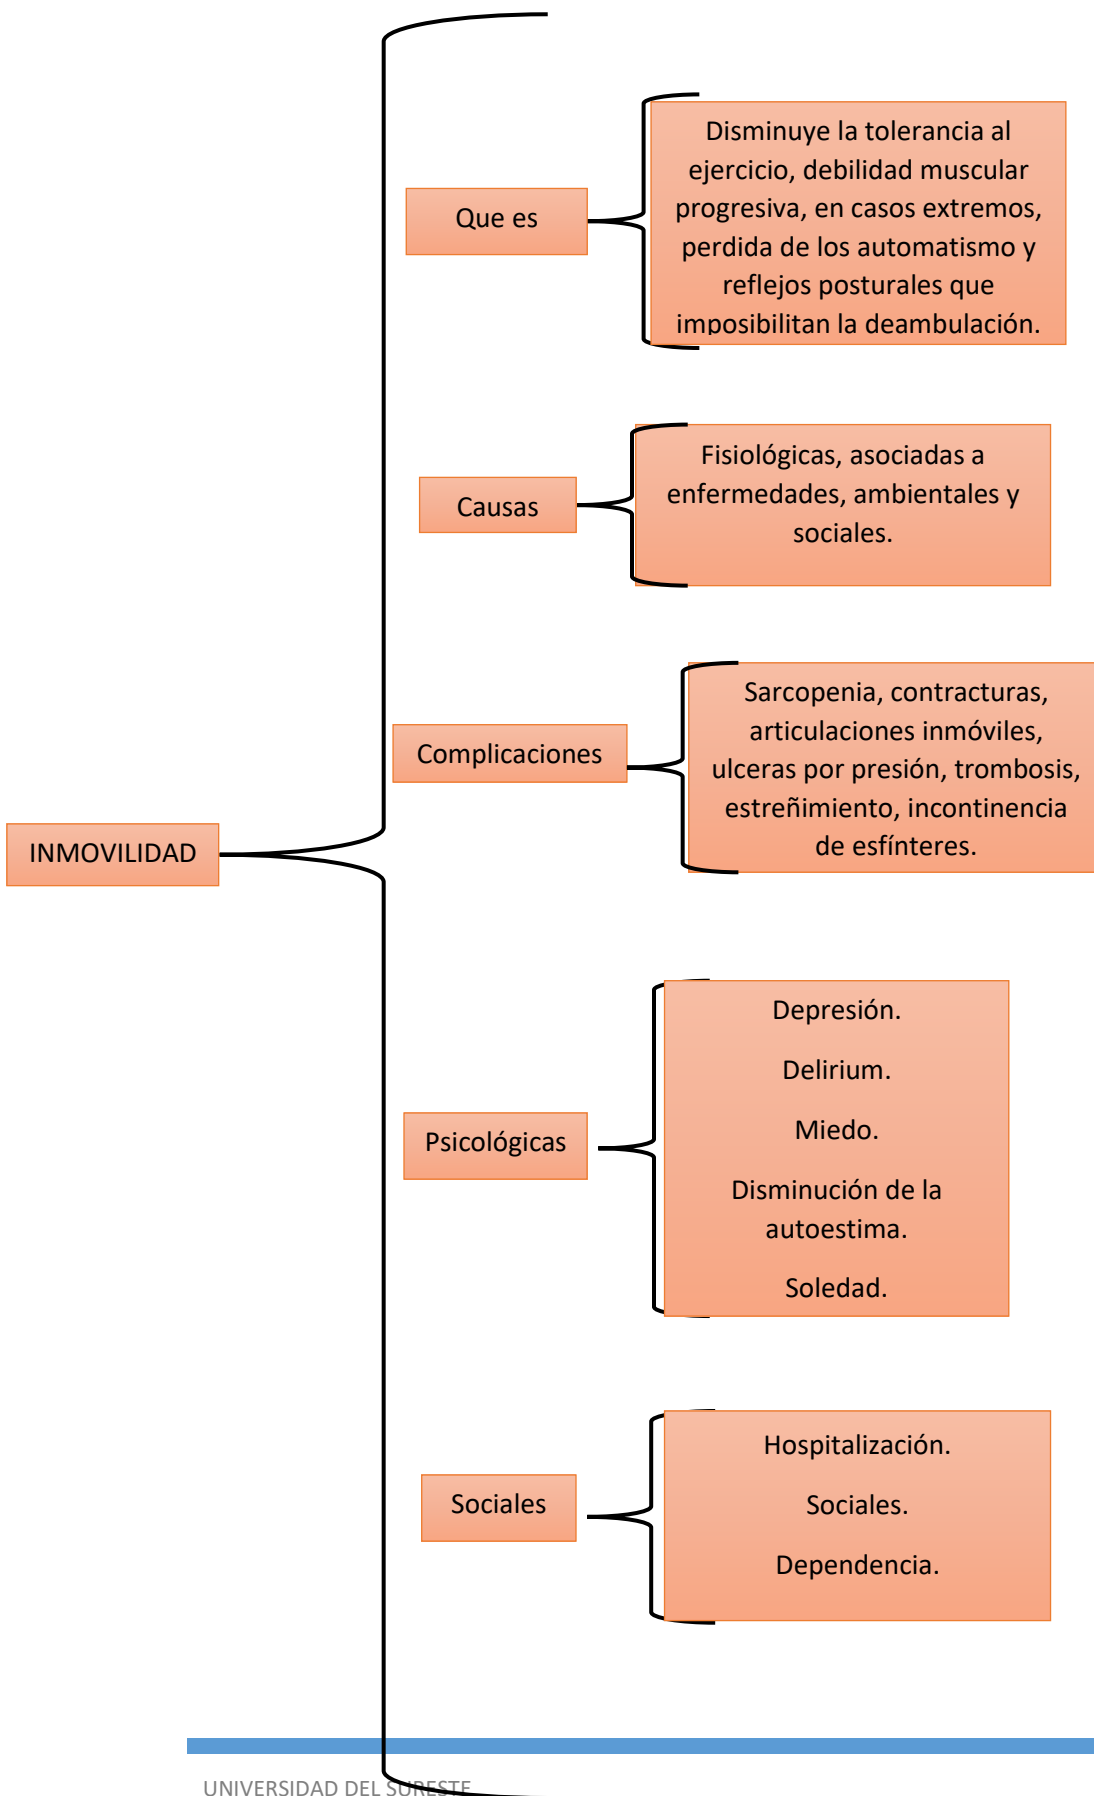 Que es
Disminuye la tolerancia al
ejercicio, debilidad muscular
progresiva, en casos extremos,
perdida de los automatismo y
reflejos posturales que
imposibilitan la deambulación.
Causas
Fisiológicas, asociadas a
enfermedades, ambientales y
sociales.
Complicaciones
Sarcopenia, contracturas,
articulaciones inmóviles,
ulceras por presión, trombosis,
estreñimiento, incontinencia
de esfínteres.
INMOVILIDAD
Psicológicas
Depresión.
Delirium.
Miedo.
Disminución de la
autoestima.
Soledad.
Sociales
Hospitalización.
Sociales.
Dependencia.
UNIVERSIDAD DEL SURESTE